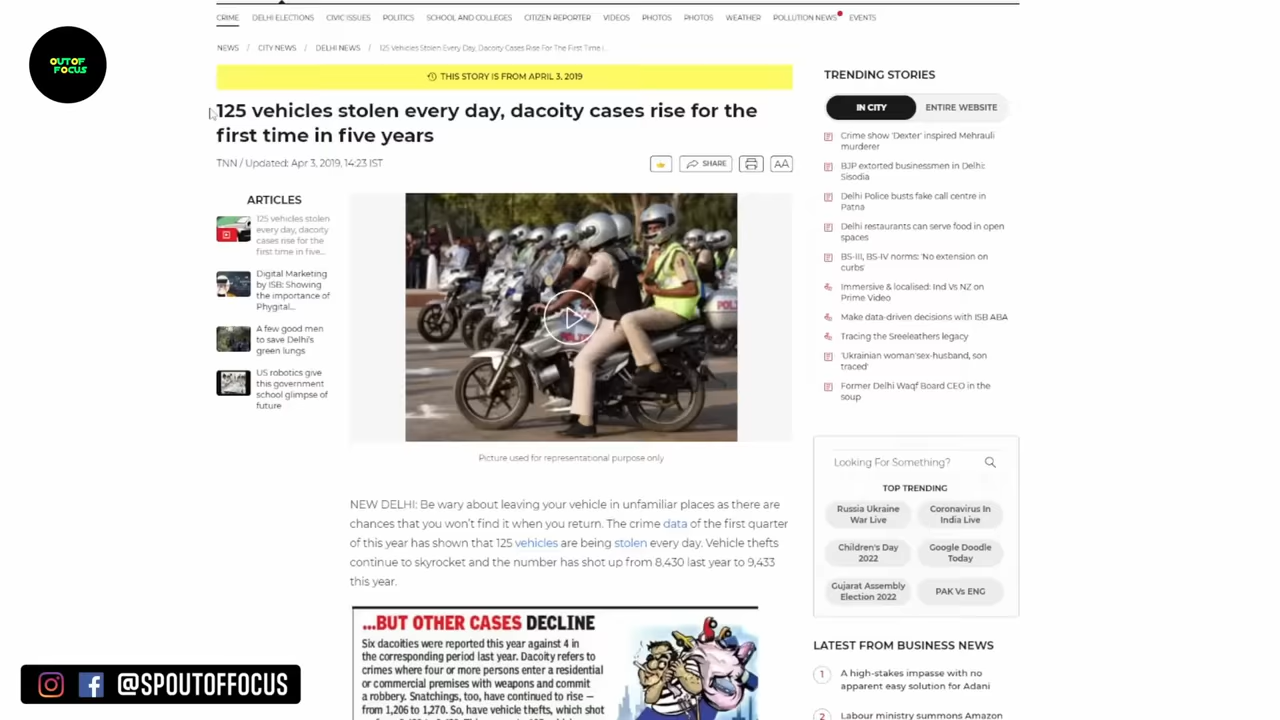 CRIME DELHI ELECTIONS CIVIC ISSUES POLITICS SCHOOL AND COLLEGES CITIZEN REPORTER VIDEOS PHOTOS PHOTOS WEATHER POLLUTION NEWS EVENTS
NEWS / CITY NEWS / DELHI NEWS / 125 Vehicles Stolen Every Day, Dacoity Cases Rise For The First Time I..
OUT OF
FOCUS
THIS STORY IS FROM APRIL 3, 2019
125 vehicles stolen every day, dacoity cases rise for the
first time in five years
TNN / Updated: Apr 3, 2019, 14:23 IST
SHARE
AA
ARTICLES
125 vehicles stolen
every day, dacoity
cases rise for the
first time in five...
Digital Marketing
by ISB: Showing
the importance of
Phygital...
A few good men
to save Delhi's
green lungs
US robotics give
this government
school glimpse of
future
Picture used for representational purpose only
NEW DELHI: Be wary about leaving your vehicle in unfamiliar places as there are
chances that you won't find it when you return. The crime data of the first quarter
of this year has shown that 125 vehicles are being stolen every day. Vehicle thefts
continue to skyrocket and the number has shot up from 8,430 last year to 9,433
this year.
...BUT OTHER CASES DECLINE
Six dacoities were reported this year against 4 in
the corresponding period last year. Dacoity refers to
crimes where four or more persons enter a residential
or commercial premises with weapons and commit
a robbery. Snatchings, too, have continued to rise —
from 1,206 to 1,270. So, have vehicle thefts, which shot
TRENDING STORIES
IN CITY ENTIRE WEBSITE
Crime show 'Dexter' inspired Mehrauli
murderer
BJP extorted businessmen in Delhi:
Sisodia
Delhi Police busts fake call centre in
Patna
Delhi restaurants can serve food in open
spaces
BS-III, BS-IV norms: 'No extension on
curbs'
Immersive & localised: Ind Vs NZ on
Prime Video
Make data-driven decisions with ISB ABA
Tracing the Sreeleathers legacy
'Ukrainian woman'sex-husband, son
traced'
Former Delhi Waqf Board CEO in the
soup
Looking For Something?
TOP TRENDING
Russia Ukraine
War Live
Coronavirus In
India Live
Children's Day
2022
Google Doodle
Today
Gujarat Assembly
Election 2022
PAK Vs ENG
LATEST FROM BUSINESS NEWS
1 A high-stakes impasse with no
apparent easy solution for Adani
2 Labour ministry summons Amazon
@SPOUTOFFOCUS